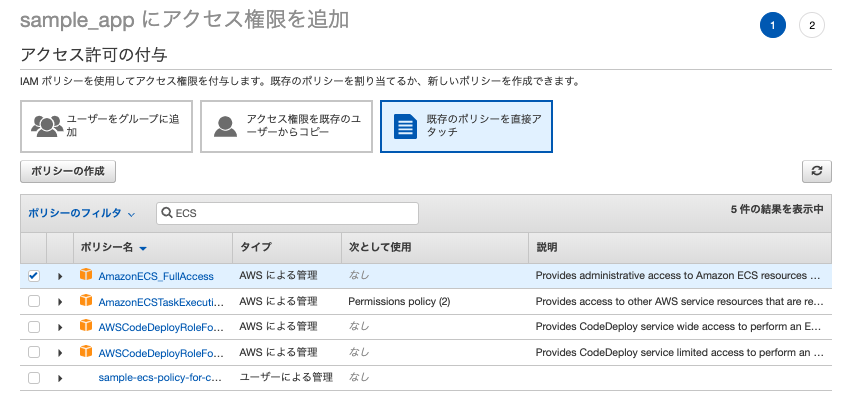 sample_app にアクセス権限を追加
1
2
アクセス許可の付与
IAM ポリシーを使用してアクセス権限を付与します。既存のポリシーを割り当てるか、新しいポリシーを作成できます。
ユーザーをグループに追
加
アクセス権限を既存のユ
ーザーからコピー
既存のポリシーを直接ア
タッチ
ポリシーの作成
ポリシーのフィルタ
ECS
5 件の結果を表示中
ポリシー名 タイプ 次として使用 説明
AmazonECS_FullAccess AWS による管理 なし Provides administrative access to Amazon ECS resources ...
AmazonECSTaskExecuti... AWS による管理 Permissions policy (2) Provides access to other AWS service resources that are re...
AWSCodeDeployRoleFo... AWS による管理 なし Provides CodeDeploy service wide access to perform an E...
AWSCodeDeployRoleFo... AWS による管理 なし Provides CodeDeploy service limited access to perform an ...
sample-ecs-policy-for-c... ユーザーによる管理 なし